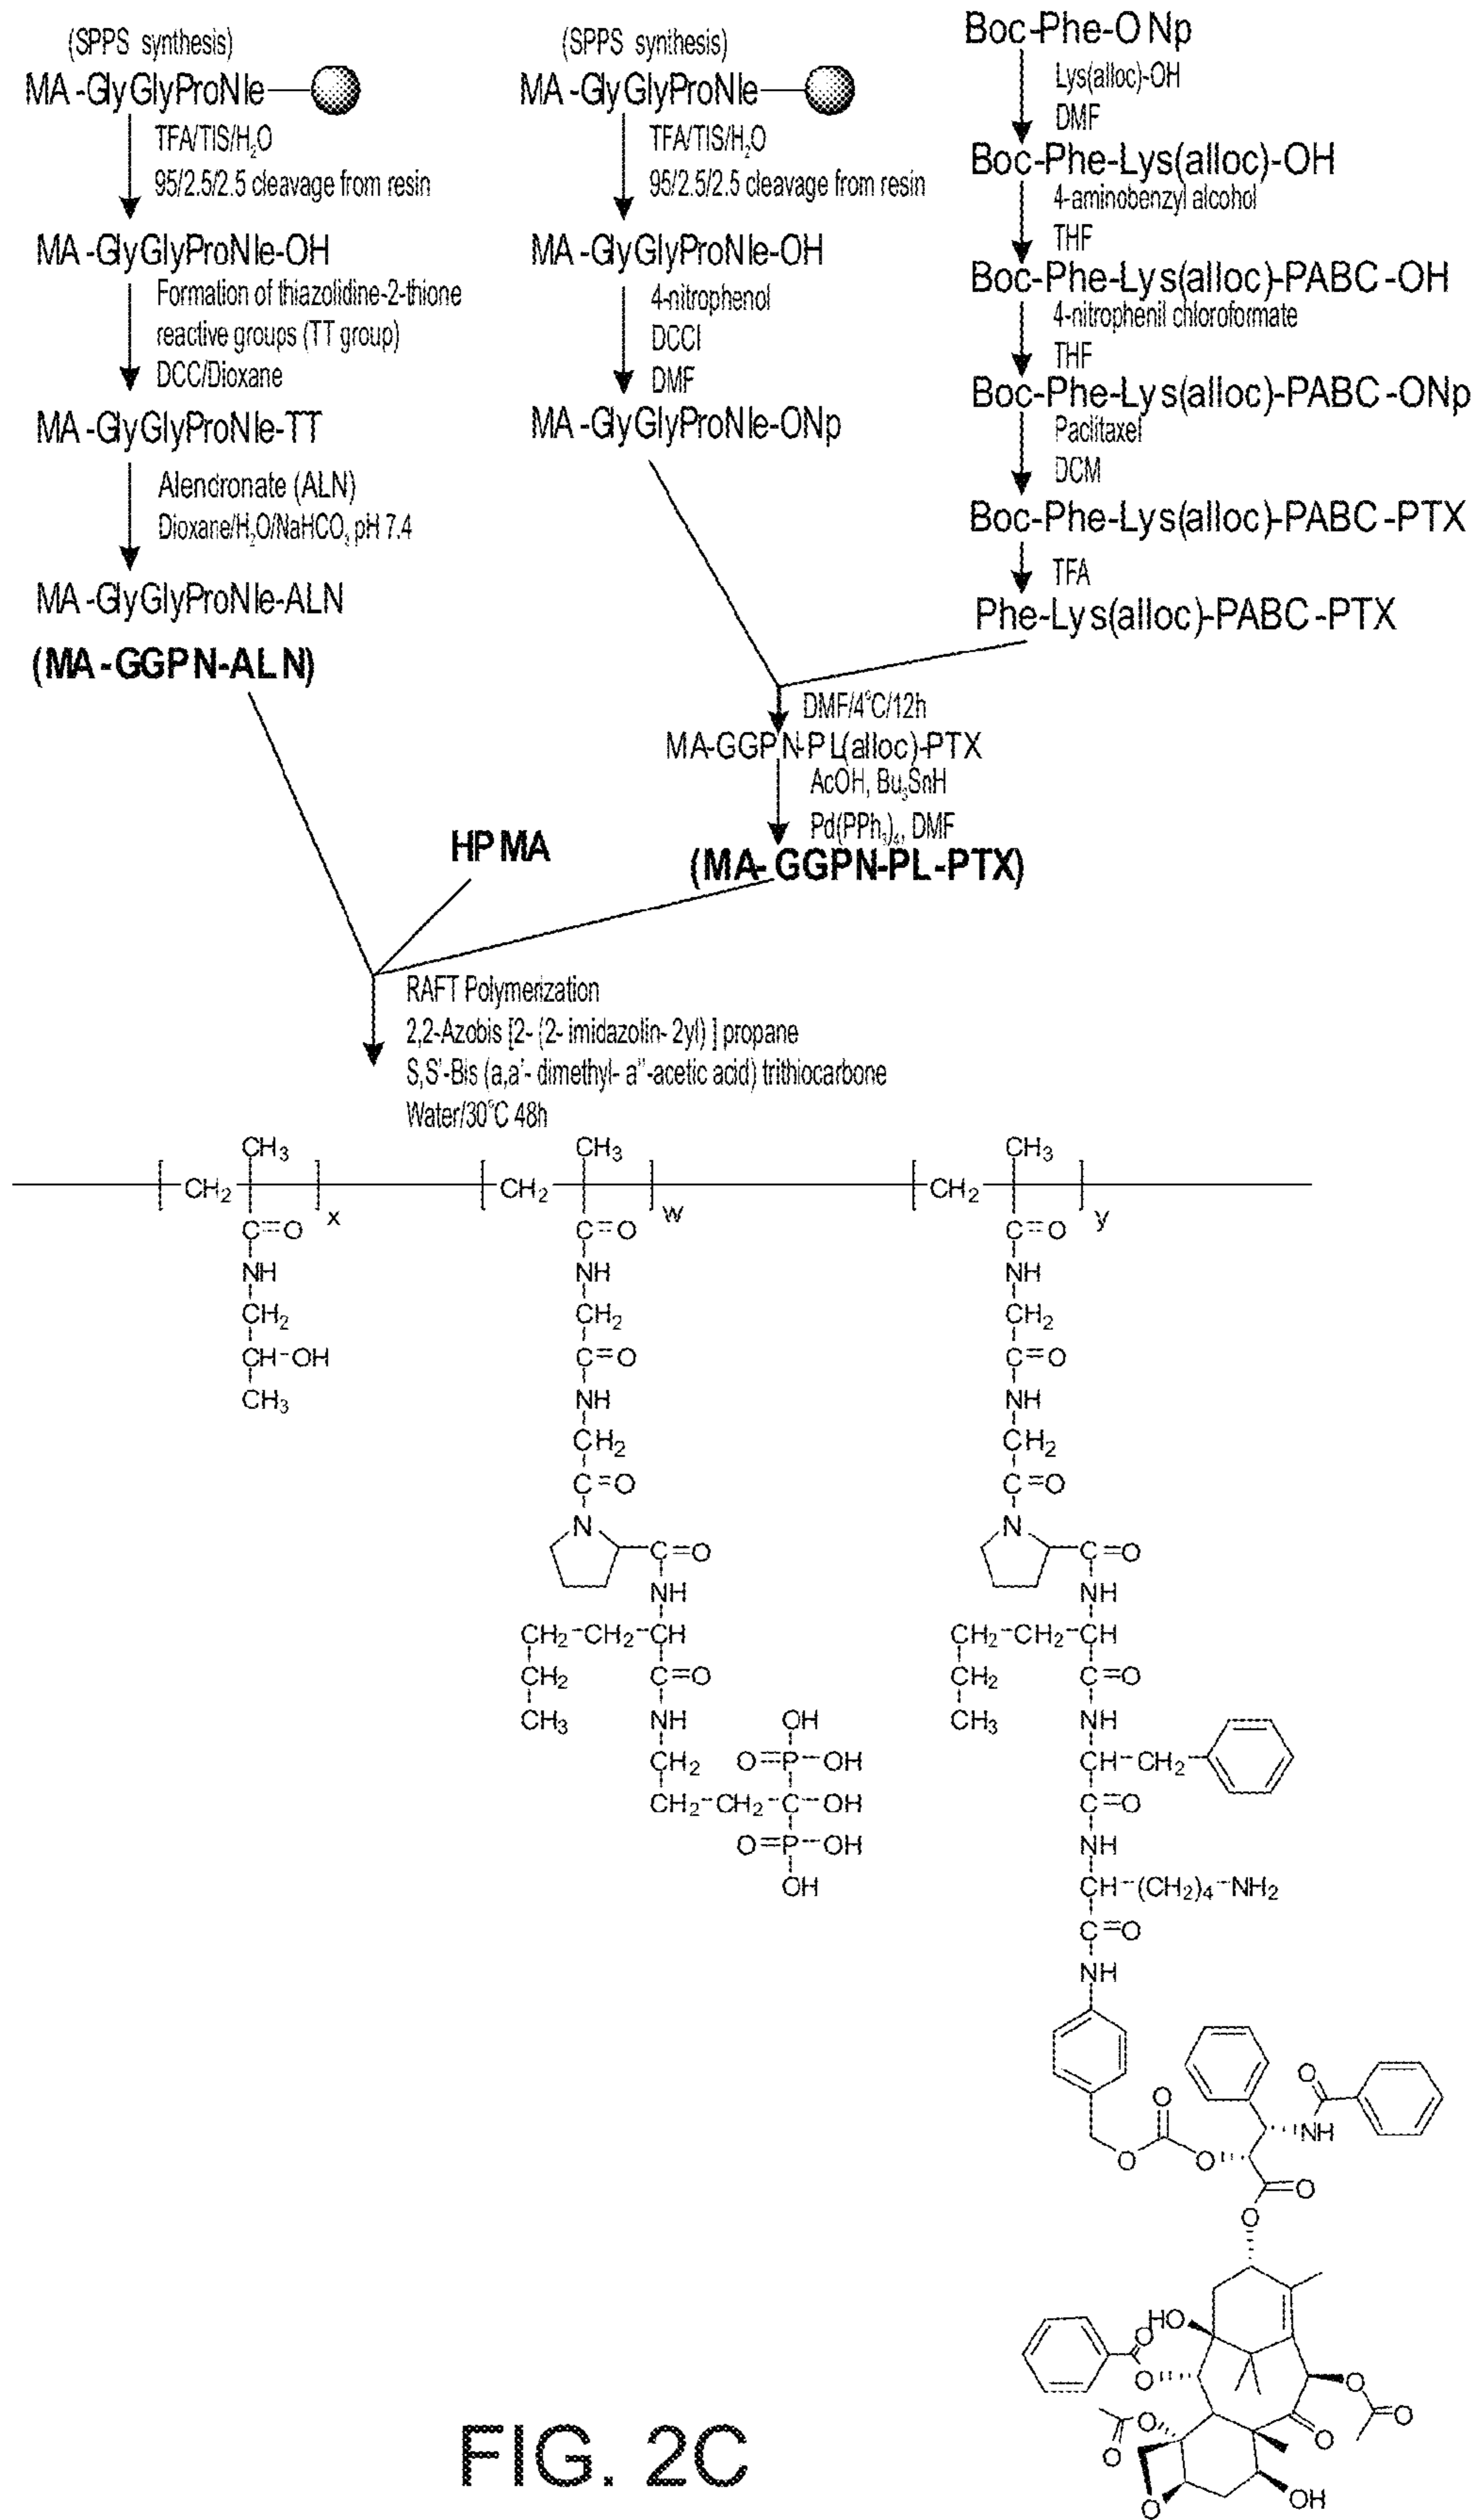 (SPPS synthesis)
MA-GlyGlyProNle
TFA/TIS/H2O
95/2.5/2.5 cleavage from resin
MA-GlyGlyProNle-OH
Formation of thiazolidine-2-thione
reactive groups (TT group)
DCC/Dioxane
MA-GlyGlyProNle-TT
Alendronate (ALN)
Dioxane/H2O/NaHCO3 pH 7.4
MA-GlyGlyProNle-ALN
(MA-GGPN-ALN)
(SPPS synthesis)
MA-GlyGlyProNle
TFA/TIS/H2O
95/2.5/2.5 cleavage from resin
MA-GlyGlyProNle-OH
4-nitrophenol
DCCI
DMF
MA-GlyGlyProNle-ONp
Boc-Phe-ONp
Lys(alloc)-OH
DMF
Boc-Phe-Lys(alloc)-OH
4-aminobenzyl alcohol
THF
Boc-Phe-Lys(alloc)-PABC-OH
4-nitrophenil chloroformate
THF
Boc-Phe-Lys(alloc)-PABC-ONp
Paclitaxel
DCM
Boc-Phe-Lys(alloc)-PABC-PTX
TFA
Phe-Lys(alloc)-PABC-PTX
DMF/4°C/12h
MA-GGPN-PL(alloc)-PTX
AcOH, Bu3SnH
Pd(PPh3)4, DMF
(MA-GGPN-PL-PTX)
HPMA
RAFT Polymerization
2,2-Azobis [2- (2- imidazolin- 2yl) ] propane
S,S'-Bis (a,a'- dimethyl- a''-acetic acid) trithiocarbone
Water/30°C 48h
CH3
CH2
x
C=O
NH
CH2
CH-OH
CH3
CH3
CH2
w
C=O
NH
CH2
C=O
NH
CH2
C=O
N
C=O
NH
CH2-CH2-CH
CH2
C=O
CH3
NH
OH
CH2
O=P-OH
CH2-CH2-C-OH
O=P-OH
OH
CH3
CH2
y
C=O
NH
CH2
C=O
NH
CH2
C=O
N
C=O
NH
CH2-CH2-CH
CH2
C=O
CH3
NH
CH-CH2
C=O
NH
CH-(CH2)4-NH2
C=O
NH
O
O
NH
O
O
O
O
HO
O
O
O
O
O
O
O
O
O
OH
FIG. 2C